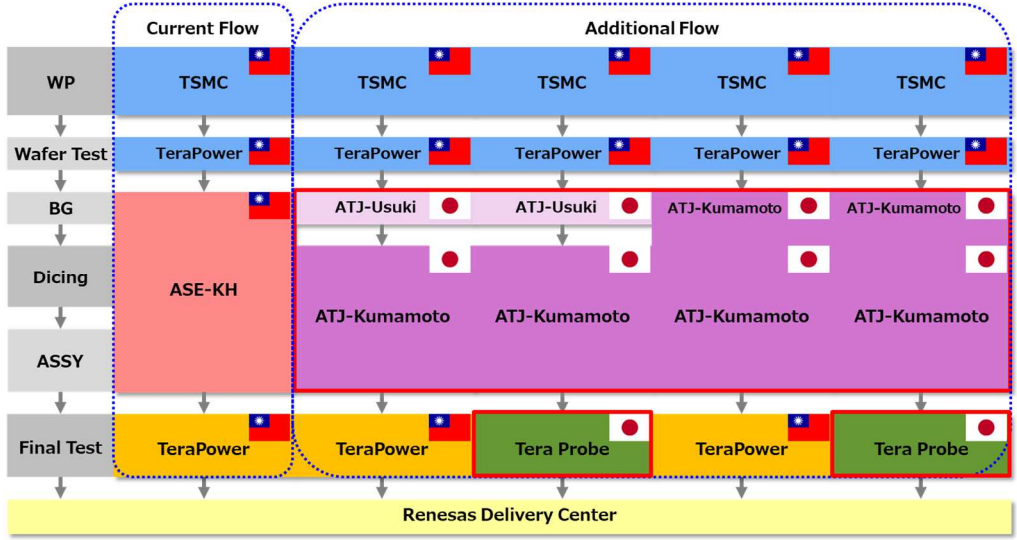 Current Flow
Additional Flow
WP
TSMC
TSMC
TSMC
TSMC
TSMC
Wafer Test
TeraPower
TeraPower
TeraPower
TeraPower
TeraPower
BG
ATJ-Usuki
ATJ-Usuki
ATJ-Kumamoto
ATJ-Kumamoto
Dicing
ASE-KH
ATJ-Kumamoto
ATJ-Kumamoto
ATJ-Kumamoto
ATJ-Kumamoto
ASSY
Final Test
TeraPower
TeraPower
Tera Probe
TeraPower
Tera Probe
Renesas Delivery Center